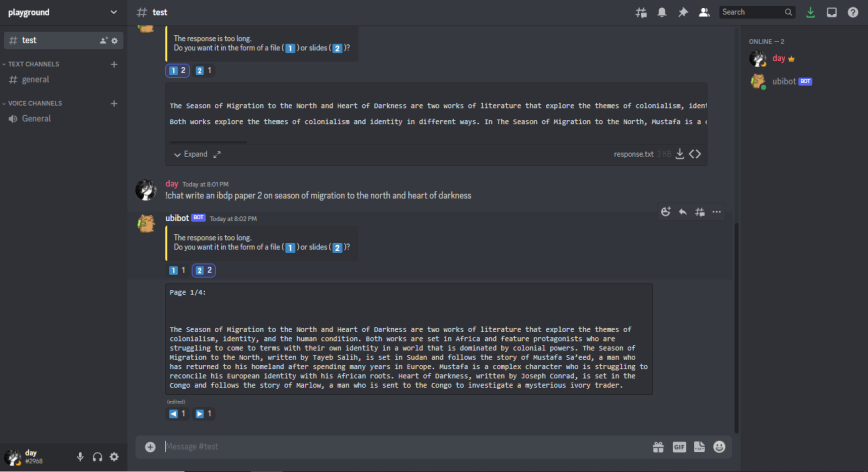 playground
# test
Search
test
TEXT CHANNELS
general
VOICE CHANNELS
General
The response is too long.
Do you want it in the form of a file ( 1 ) or slides ( 2 )?
1 2 2 1
The Season of Migration to the North and Heart of Darkness are two works of literature that explore the themes of colonialism, ident
Both works explore the themes of colonialism and identity in different ways. In The Season of Migration to the North, Mustafa is a
Expand
response.txt 3 KB
day Today at 8:01 PM
!chat write an ibdp paper 2 on season of migration to the north and heart of darkness
ubibot BOT Today at 8:02 PM
The response is too long.
Do you want it in the form of a file ( 1 ) or slides ( 2 )?
1 1 2 2
Page 1/4:
The Season of Migration to the North and Heart of Darkness are two works of literature that explore the themes of
colonialism, identity, and the human condition. Both works are set in Africa and feature protagonists who are
struggling to come to terms with their own identity in a world that is dominated by colonial powers. The Season of
Migration to the North, written by Tayeb Salih, is set in Sudan and follows the story of Mustafa Sa'eed, a man who
has returned to his homeland after spending many years in Europe. Mustafa is a complex character who is struggling to
reconcile his European identity with his African roots. Heart of Darkness, written by Joseph Conrad, is set in the
Congo and follows the story of Marlow, a man who is sent to the Congo to investigate a mysterious ivory trader.
(edited)
1 1
Message #test
GIF
ONLINE — 2
day
ubibot BOT
day
#2968